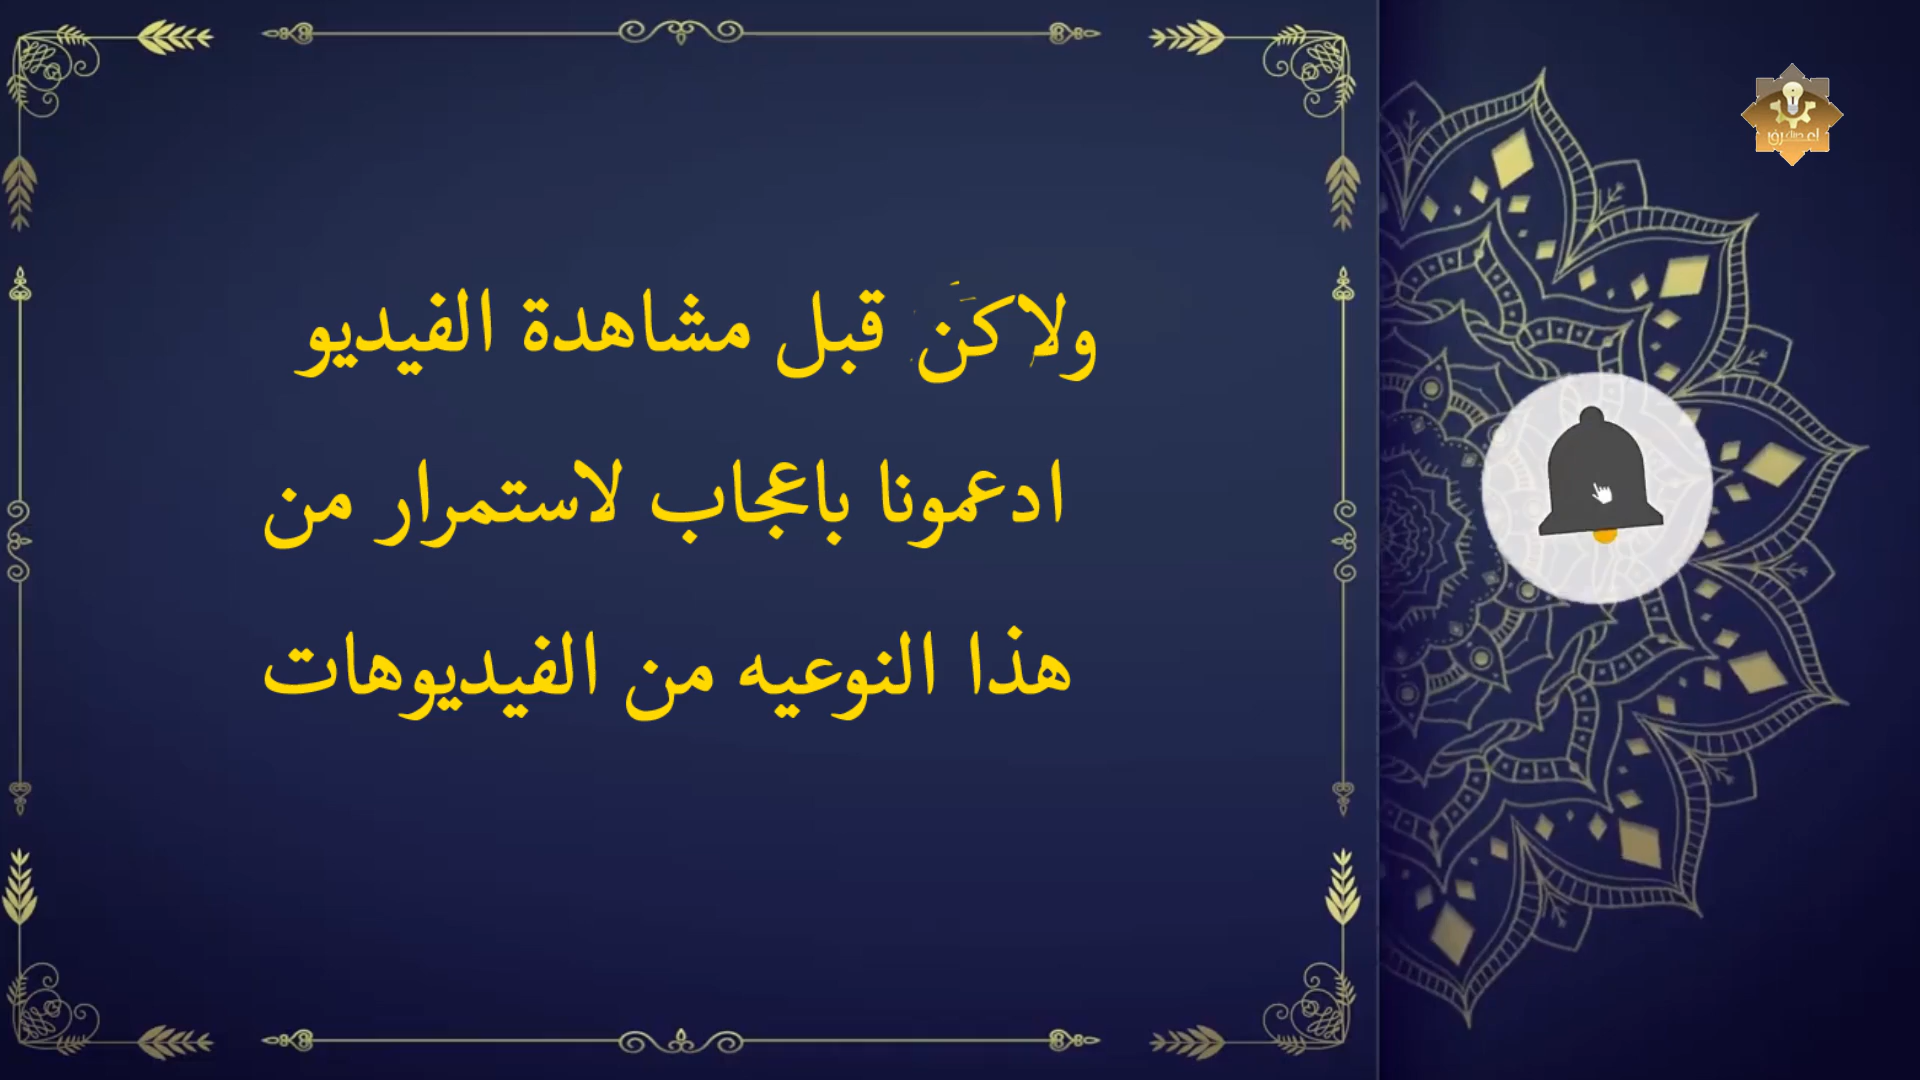 ولاكنَ قبل مشاهدة الفيديو
ادعمونا باعجاب لاستمرار من
هذا النوعيه من الفيديوهات